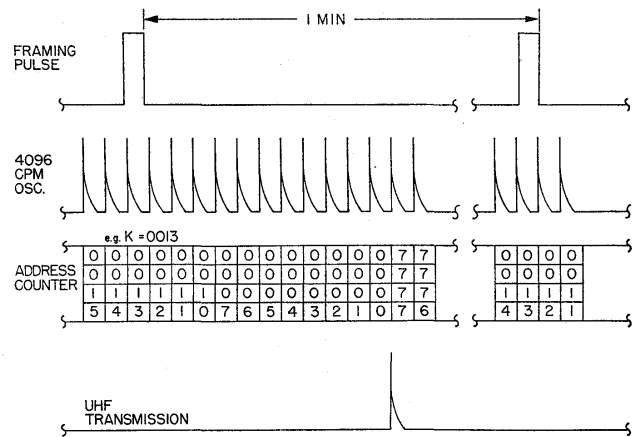 1 MIN
FRAMING
PULSE
4096
CPM
OSC.
e.g. K = 0013
ADDRESS
COUNTER
0 0 0 0 0 0 0 0 0 0 0 0 0 0 7 7 0 0 0 0
0 0 0 0 0 0 0 0 0 0 0 0 0 0 7 7 0 0 0 0
1 1 1 1 1 1 0 0 0 0 0 0 0 0 7 7 1 1 1 1
5 4 3 2 1 0 7 6 5 4 3 2 1 0 7 6 4 3 2 1
UHF
TRANSMISSION